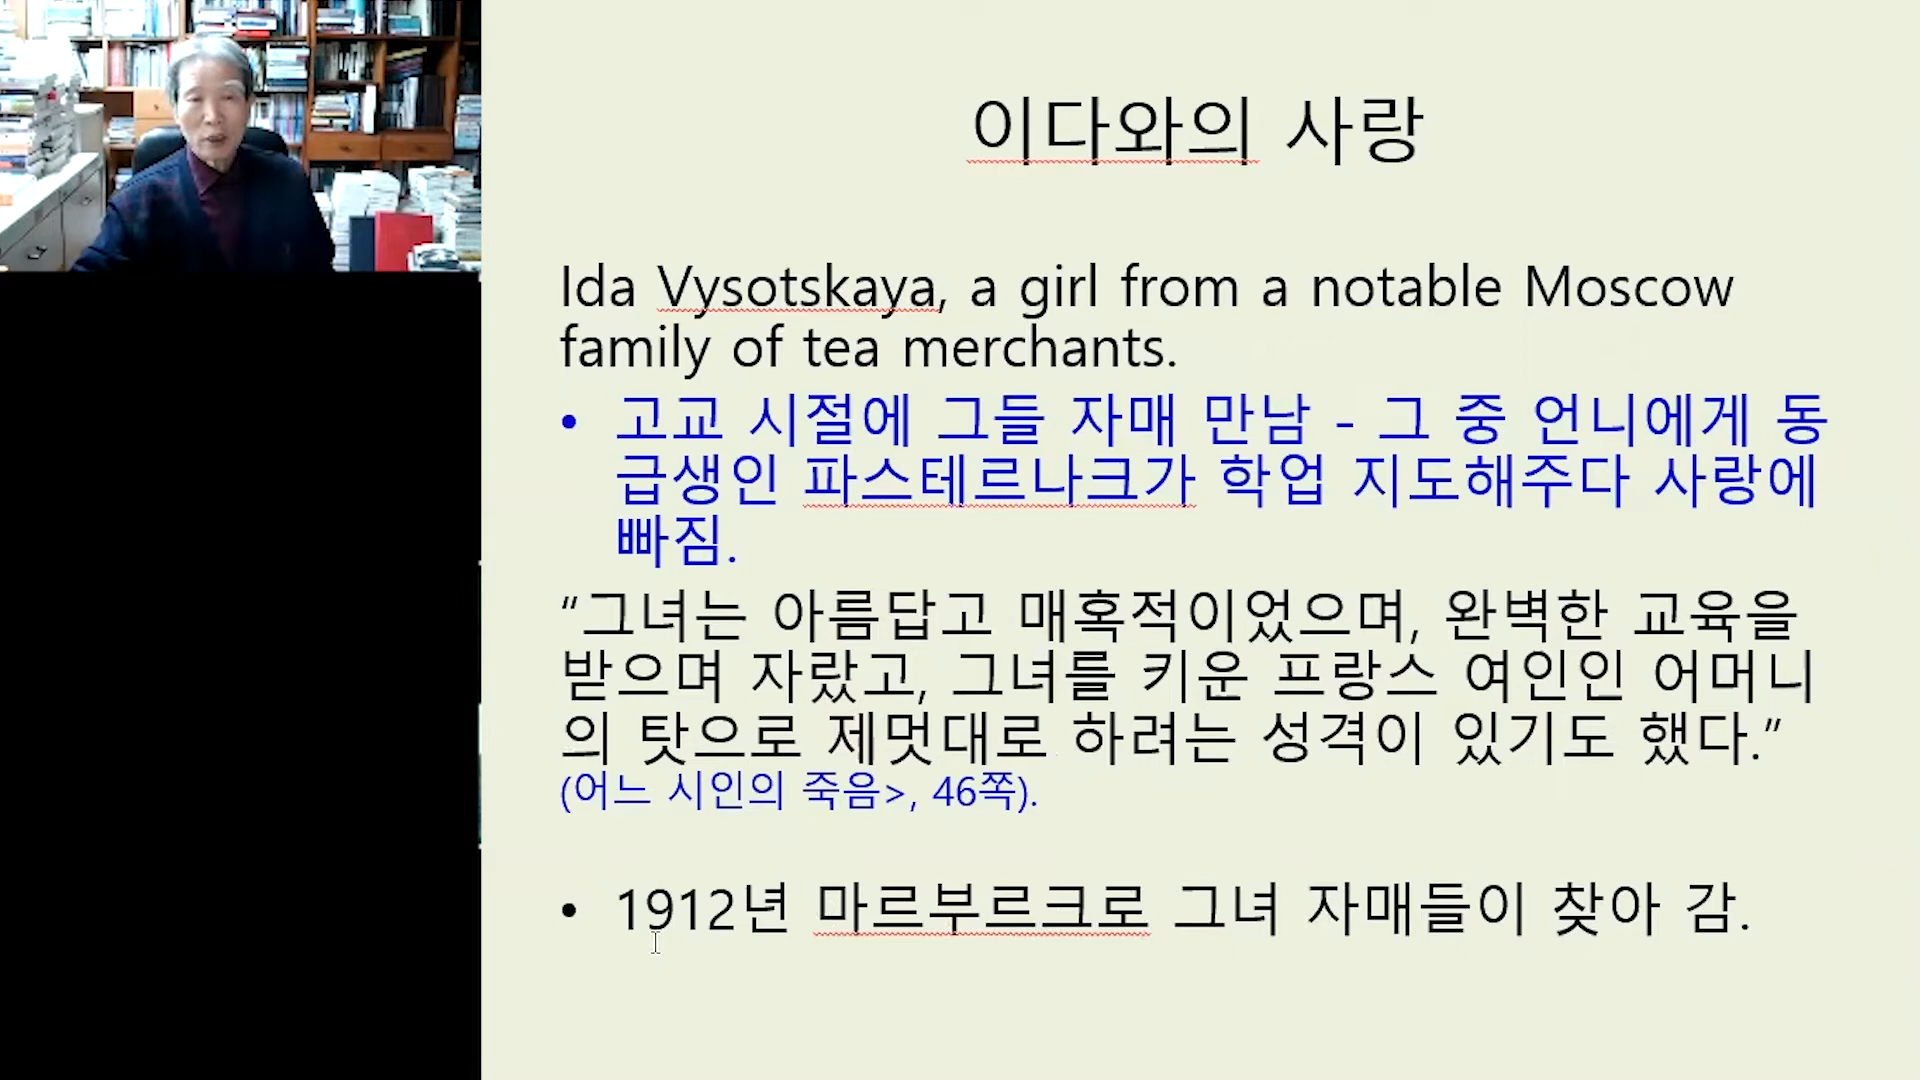 이다와의 사랑
Ida Vysotskaya, a girl from a notable Moscow
family of tea merchants.
• 고교 시절에 그들 자매 만남 - 그 중 언니에게 동
급생인 파스테르나크가 학업 지도해주다 사랑에
빠짐.
“그녀는 아름답고 매혹적이었으며, 완벽한 교육을
받으며 자랐고, 그녀를 키운 프랑스 여인인 어머니
의 탓으로 제멋대로 하려는 성격이 있기도 했다.”
(어느 시인의 죽음>, 46쪽).
• 1912년 마르부르크로 그녀 자매들이 찾아 감.